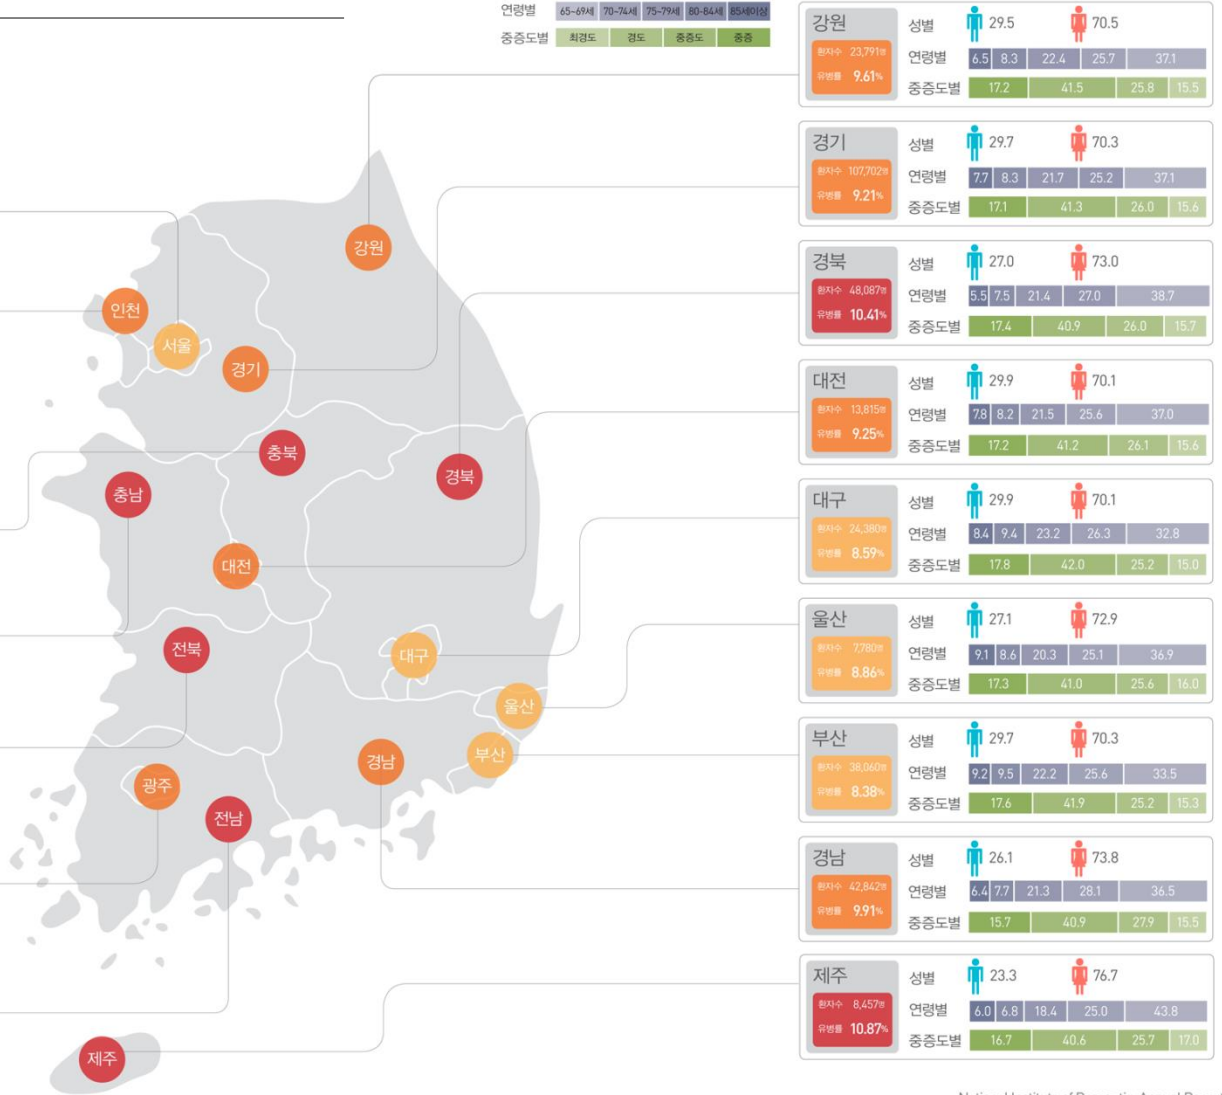 연령별 65~69세 70~74세 75~79세 80~84세 85세이상
중증도별 최경도 경도 중증도 중증
강원
환자수 23,791명
유병률 9.61%
성별 29.5 70.5
연령별 6.5 8.3 22.4 25.7 37.1
중증도별 17.2 41.5 25.8 15.5
경기
환자수 107,702명
유병률 9.21%
성별 29.7 70.3
연령별 7.7 8.3 21.7 25.2 37.1
중증도별 17.1 41.3 26.0 15.6
경북
환자수 48,087명
유병률 10.41%
성별 27.0 73.0
연령별 5.5 7.5 21.4 27.0 38.7
중증도별 17.4 40.9 26.0 15.7
대전
환자수 13,815명
유병률 9.25%
성별 29.9 70.1
연령별 7.8 8.2 21.5 25.6 37.0
중증도별 17.2 41.2 26.1 15.6
대구
환자수 24,380명
유병률 8.59%
성별 29.9 70.1
연령별 8.4 9.4 23.2 26.3 32.8
중증도별 17.8 42.0 25.2 15.0
울산
환자수 7,780명
유병률 8.86%
성별 27.1 72.9
연령별 9.1 8.6 20.3 25.1 36.9
중증도별 17.3 41.0 25.6 16.0
부산
환자수 38,060명
유병률 8.38%
성별 29.7 70.3
연령별 9.2 9.5 22.2 25.6 33.5
중증도별 17.6 41.9 25.2 15.3
경남
환자수 42,842명
유병률 9.91%
성별 26.1 73.8
연령별 6.4 7.7 21.3 28.1 36.5
중증도별 15.7 40.9 27.9 15.5
제주
환자수 8,457명
유병률 10.87%
성별 23.3 76.7
연령별 6.0 6.8 18.4 25.0 43.8
중증도별 16.7 40.6 25.7 17.0
강원
인천
서울
경기
충북
경북
충남
대전
전북
대구
울산
부산
경남
광주
전남
제주